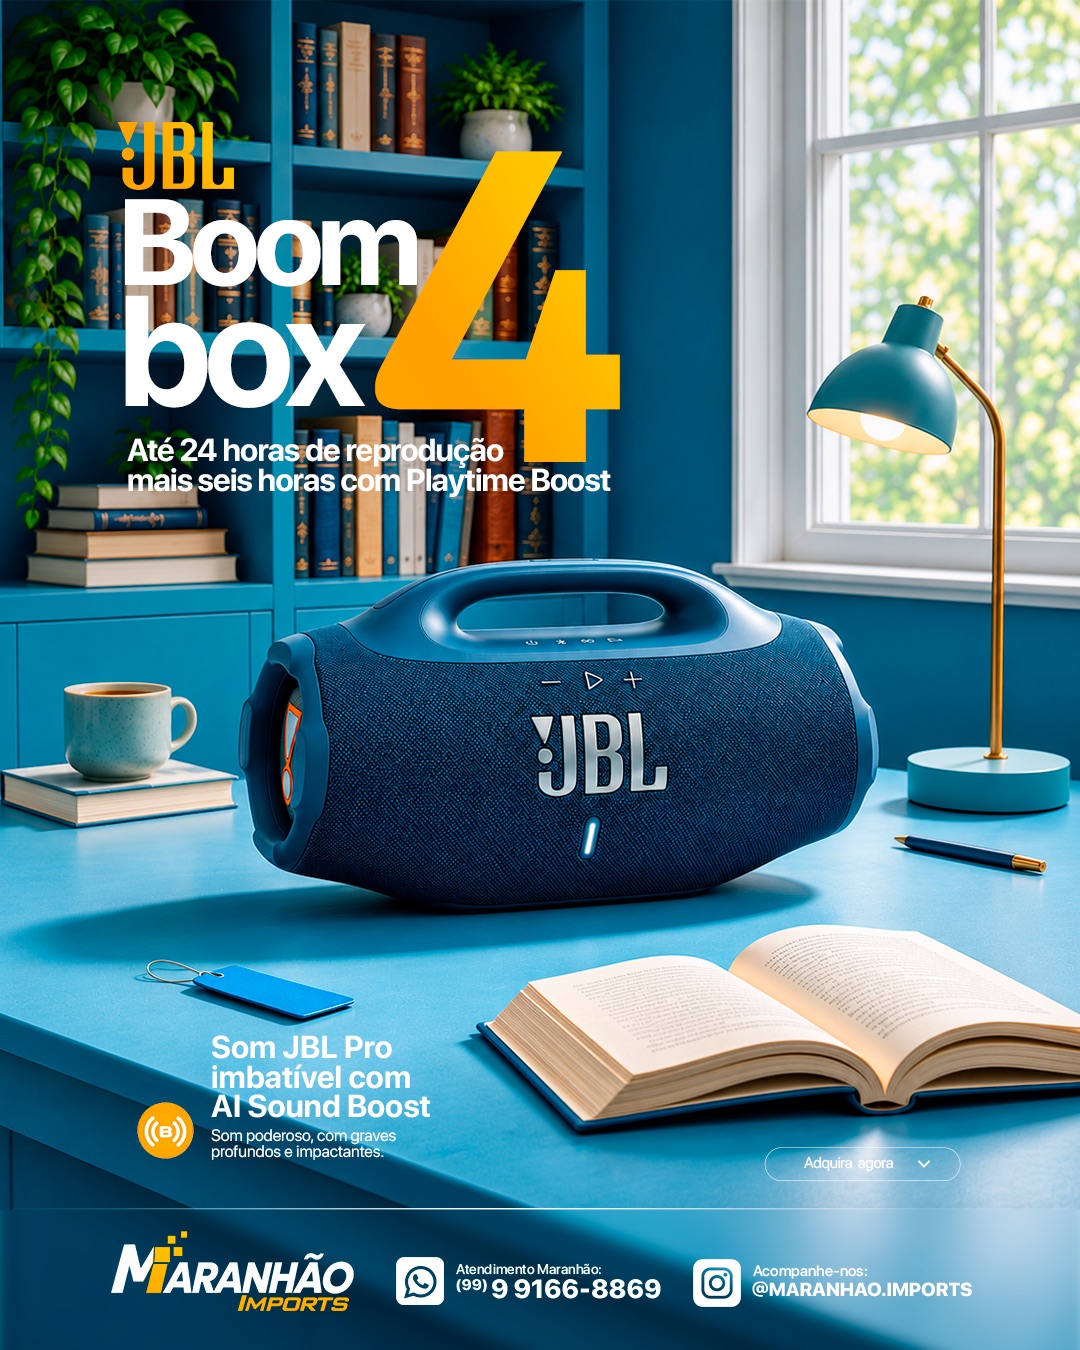 JBL
Boom
box 4
Até 24 horas de reprodução
mais seis horas com Playtime Boost
JBL
Som JBL Pro
imbatível com
AI Sound Boost
Som poderoso, com graves
profundos e impactantes.
B
Adquira agora
MARANHÃO
IMPORTS
Atendimento Maranhão:
(99) 9 9166-8869
Acompanhe-nos:
@MARANHAO.IMPORTS